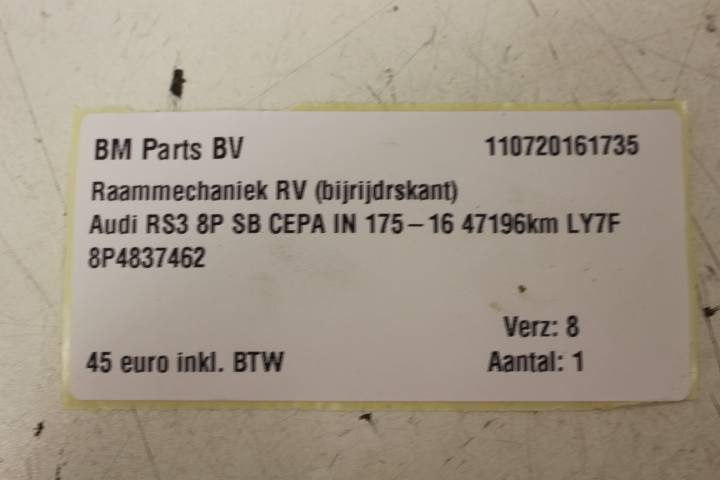 BM Parts BV 110720161735
Raammechaniek RV (bijrijdrskant)
Audi RS3 8P SB CEPA IN 175-16 47196km LY7F
8P4837462
Verz: 8
45 euro inkl. BTW Aantal: 1